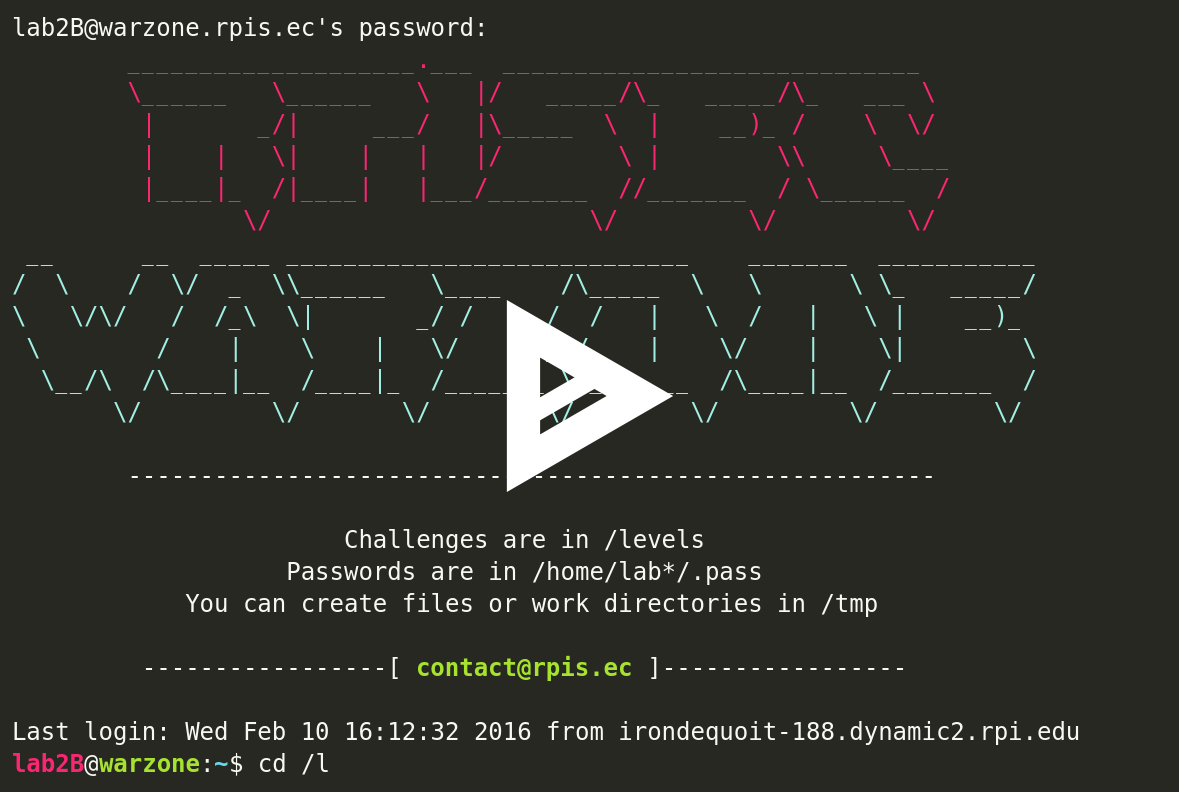 lab2B@warzone.rpis.ec's password:
RPISEC
WARZONE
Challenges are in /levels
Passwords are in /home/lab*/.pass
You can create files or work directories in /tmp
-----------------[ contact@rpis.ec ]-----------------
Last login: Wed Feb 10 16:12:32 2016 from irondequoit-188.dynamic2.rpi.edu
lab2B@warzone:~$ cd /l